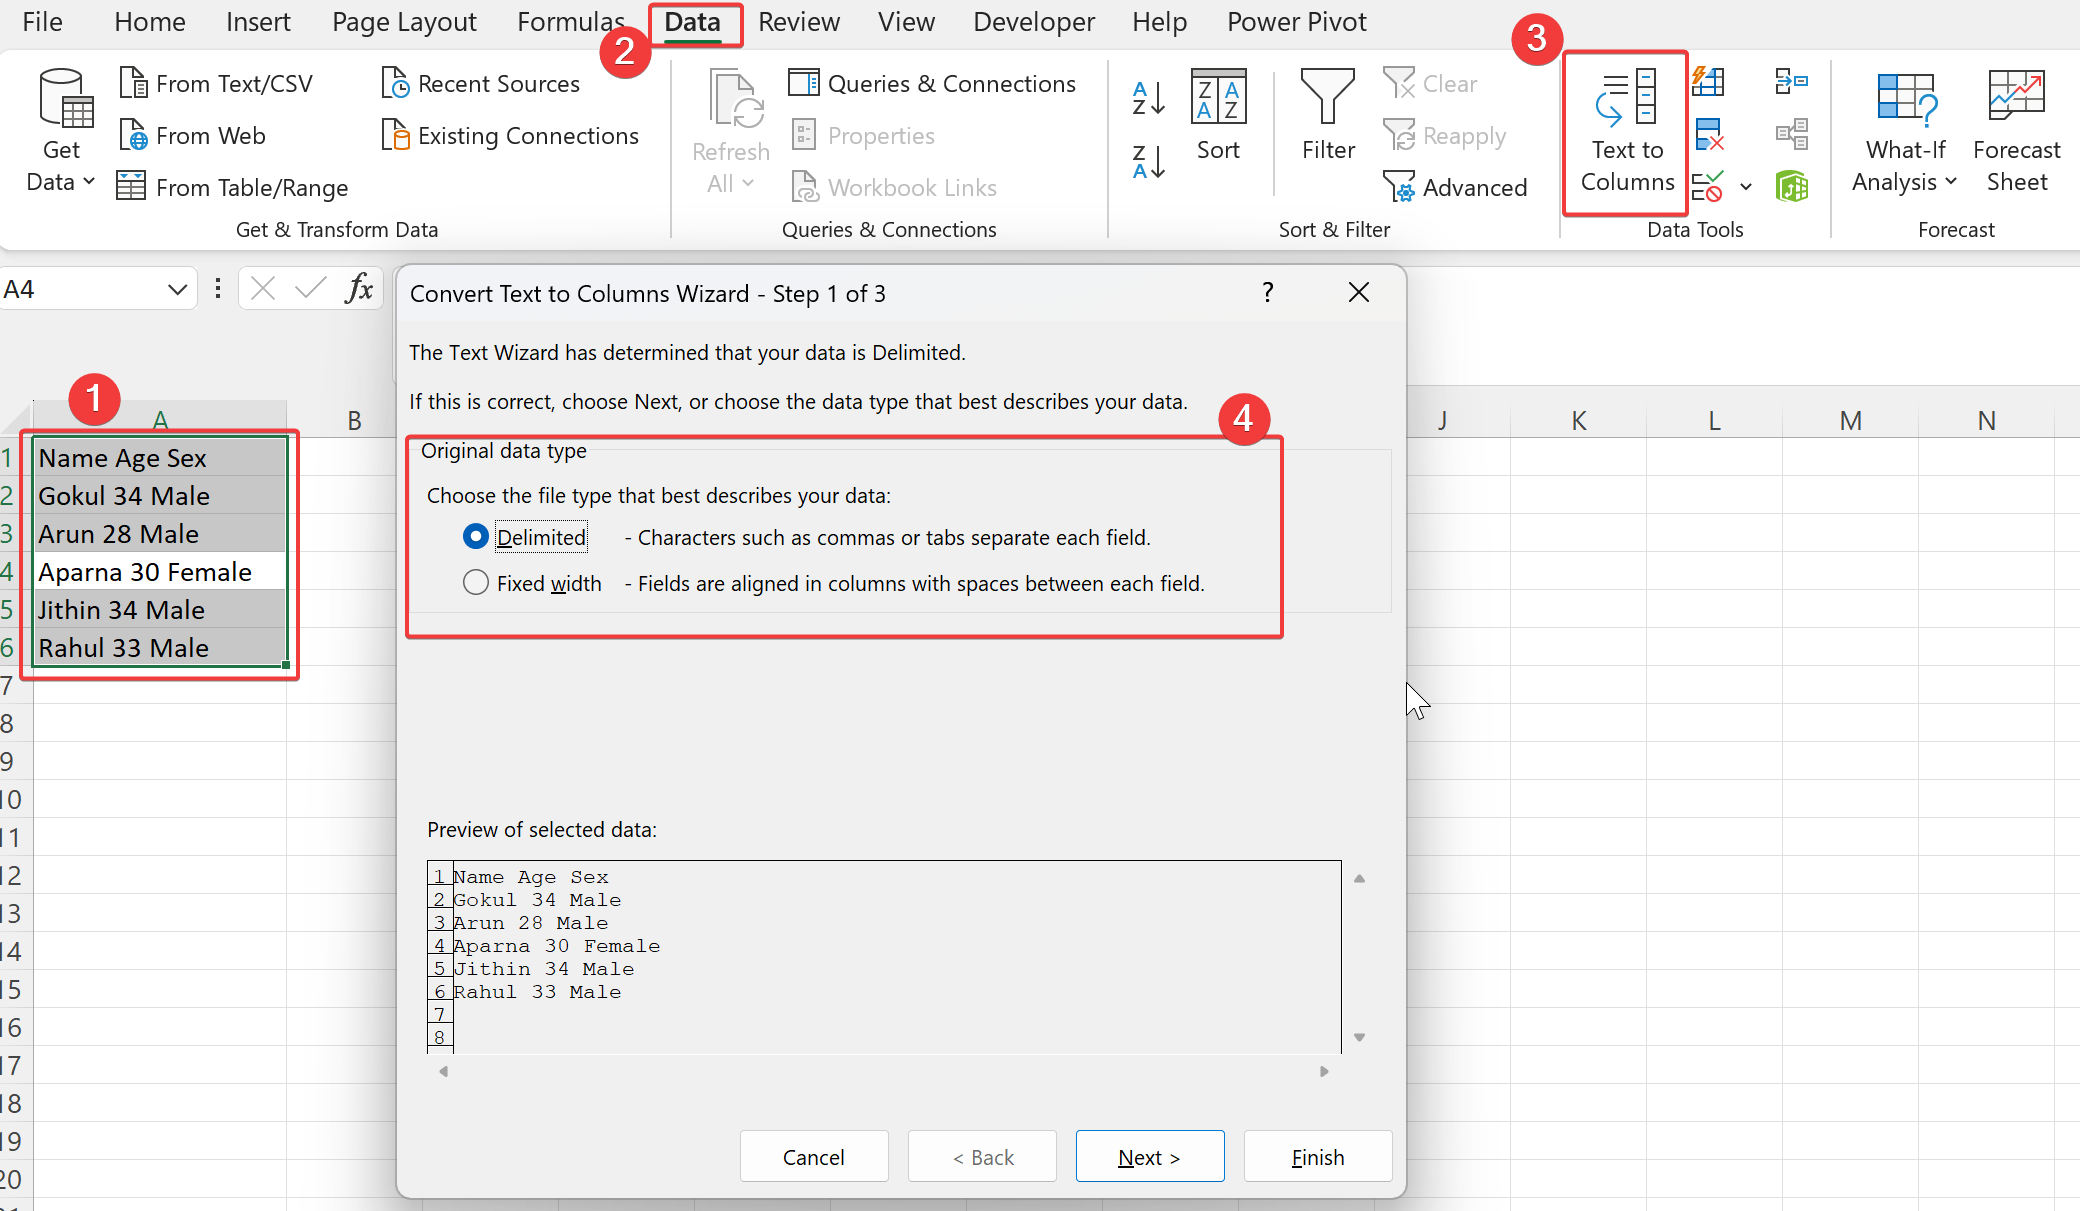 File Home Insert Page Layout Formulas Data Review View Developer Help Power Pivot
2
3
Get Data
From Text/CSV
From Web
From Table/Range
Recent Sources
Existing Connections
Get & Transform Data
Refresh All
Queries & Connections
Properties
Workbook Links
Queries & Connections
A Z
Z A
Z A A Z
Sort
Filter
Clear
Reapply
Advanced
Sort & Filter
Text to
Columns
Data Tools
What-If
Analysis
Forecast
Sheet
Forecast
A4
fx
Convert Text to Columns Wizard - Step 1 of 3
?
The Text Wizard has determined that your data is Delimited.
If this is correct, choose Next, or choose the data type that best describes your data.
1
4
A B J K L M N
1 Name Age Sex
2 Gokul 34 Male
3 Arun 28 Male
4 Aparna 30 Female
5 Jithin 34 Male
6 Rahul 33 Male
7
8
9
10
11
12
13
14
15
16
17
18
19
20
Original data type
Choose the file type that best describes your data:
Delimited - Characters such as commas or tabs separate each field.
Fixed width - Fields are aligned in columns with spaces between each field.
Preview of selected data:
1 Name Age Sex
2 Gokul 34 Male
3 Arun 28 Male
4 Aparna 30 Female
5 Jithin 34 Male
6 Rahul 33 Male
7
8
Cancel < Back Next > Finish